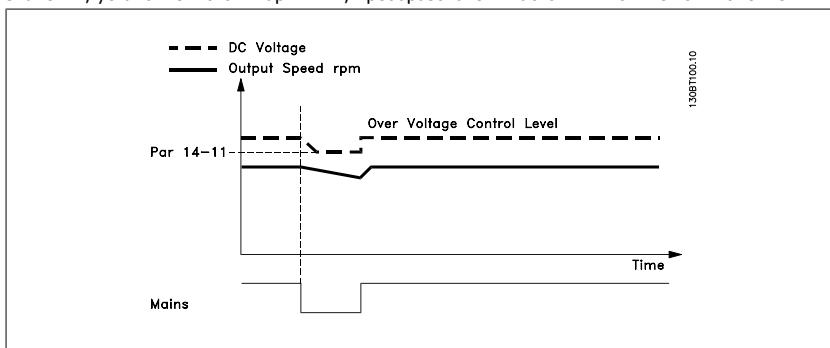 DC Voltage
Output Speed rpm
130BT100.10
Over Voltage Control Level
Par 14-11
Time
Mains